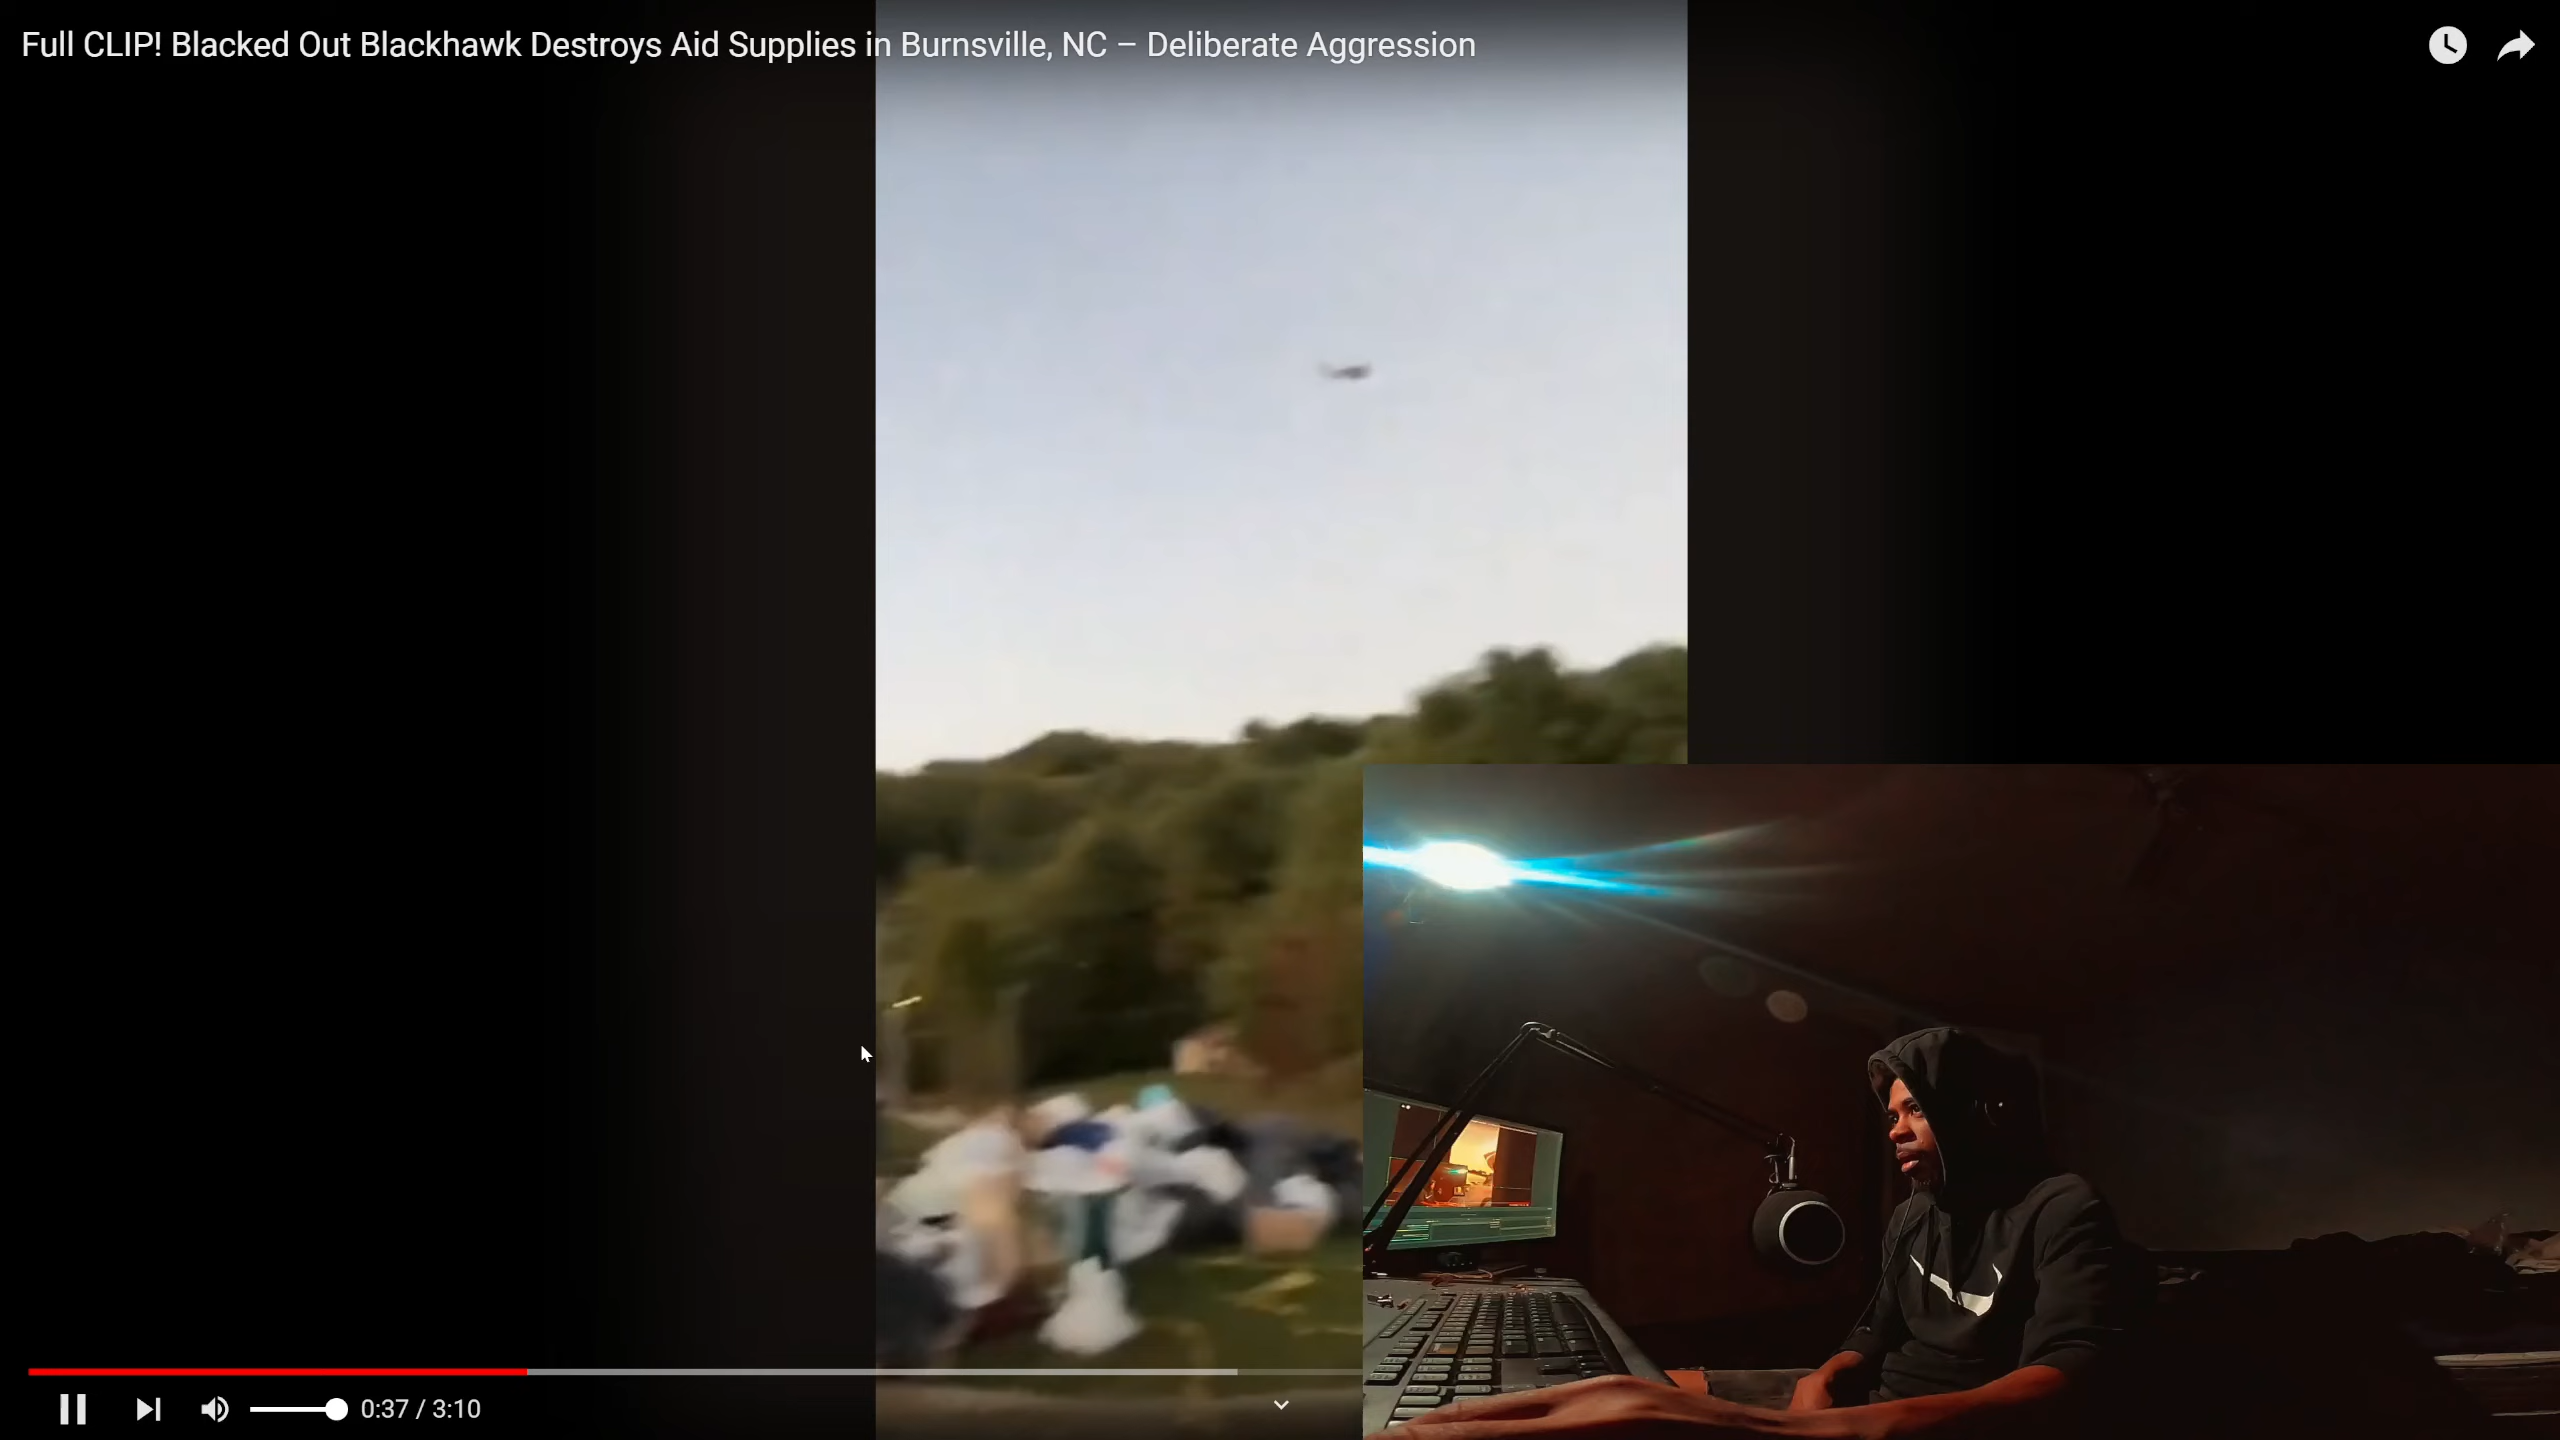 Full CLIP! Blacked Out Blackhawk Destroys Aid Supplies in Burnsville, NC – Deliberate Aggression
0:37 / 3:10